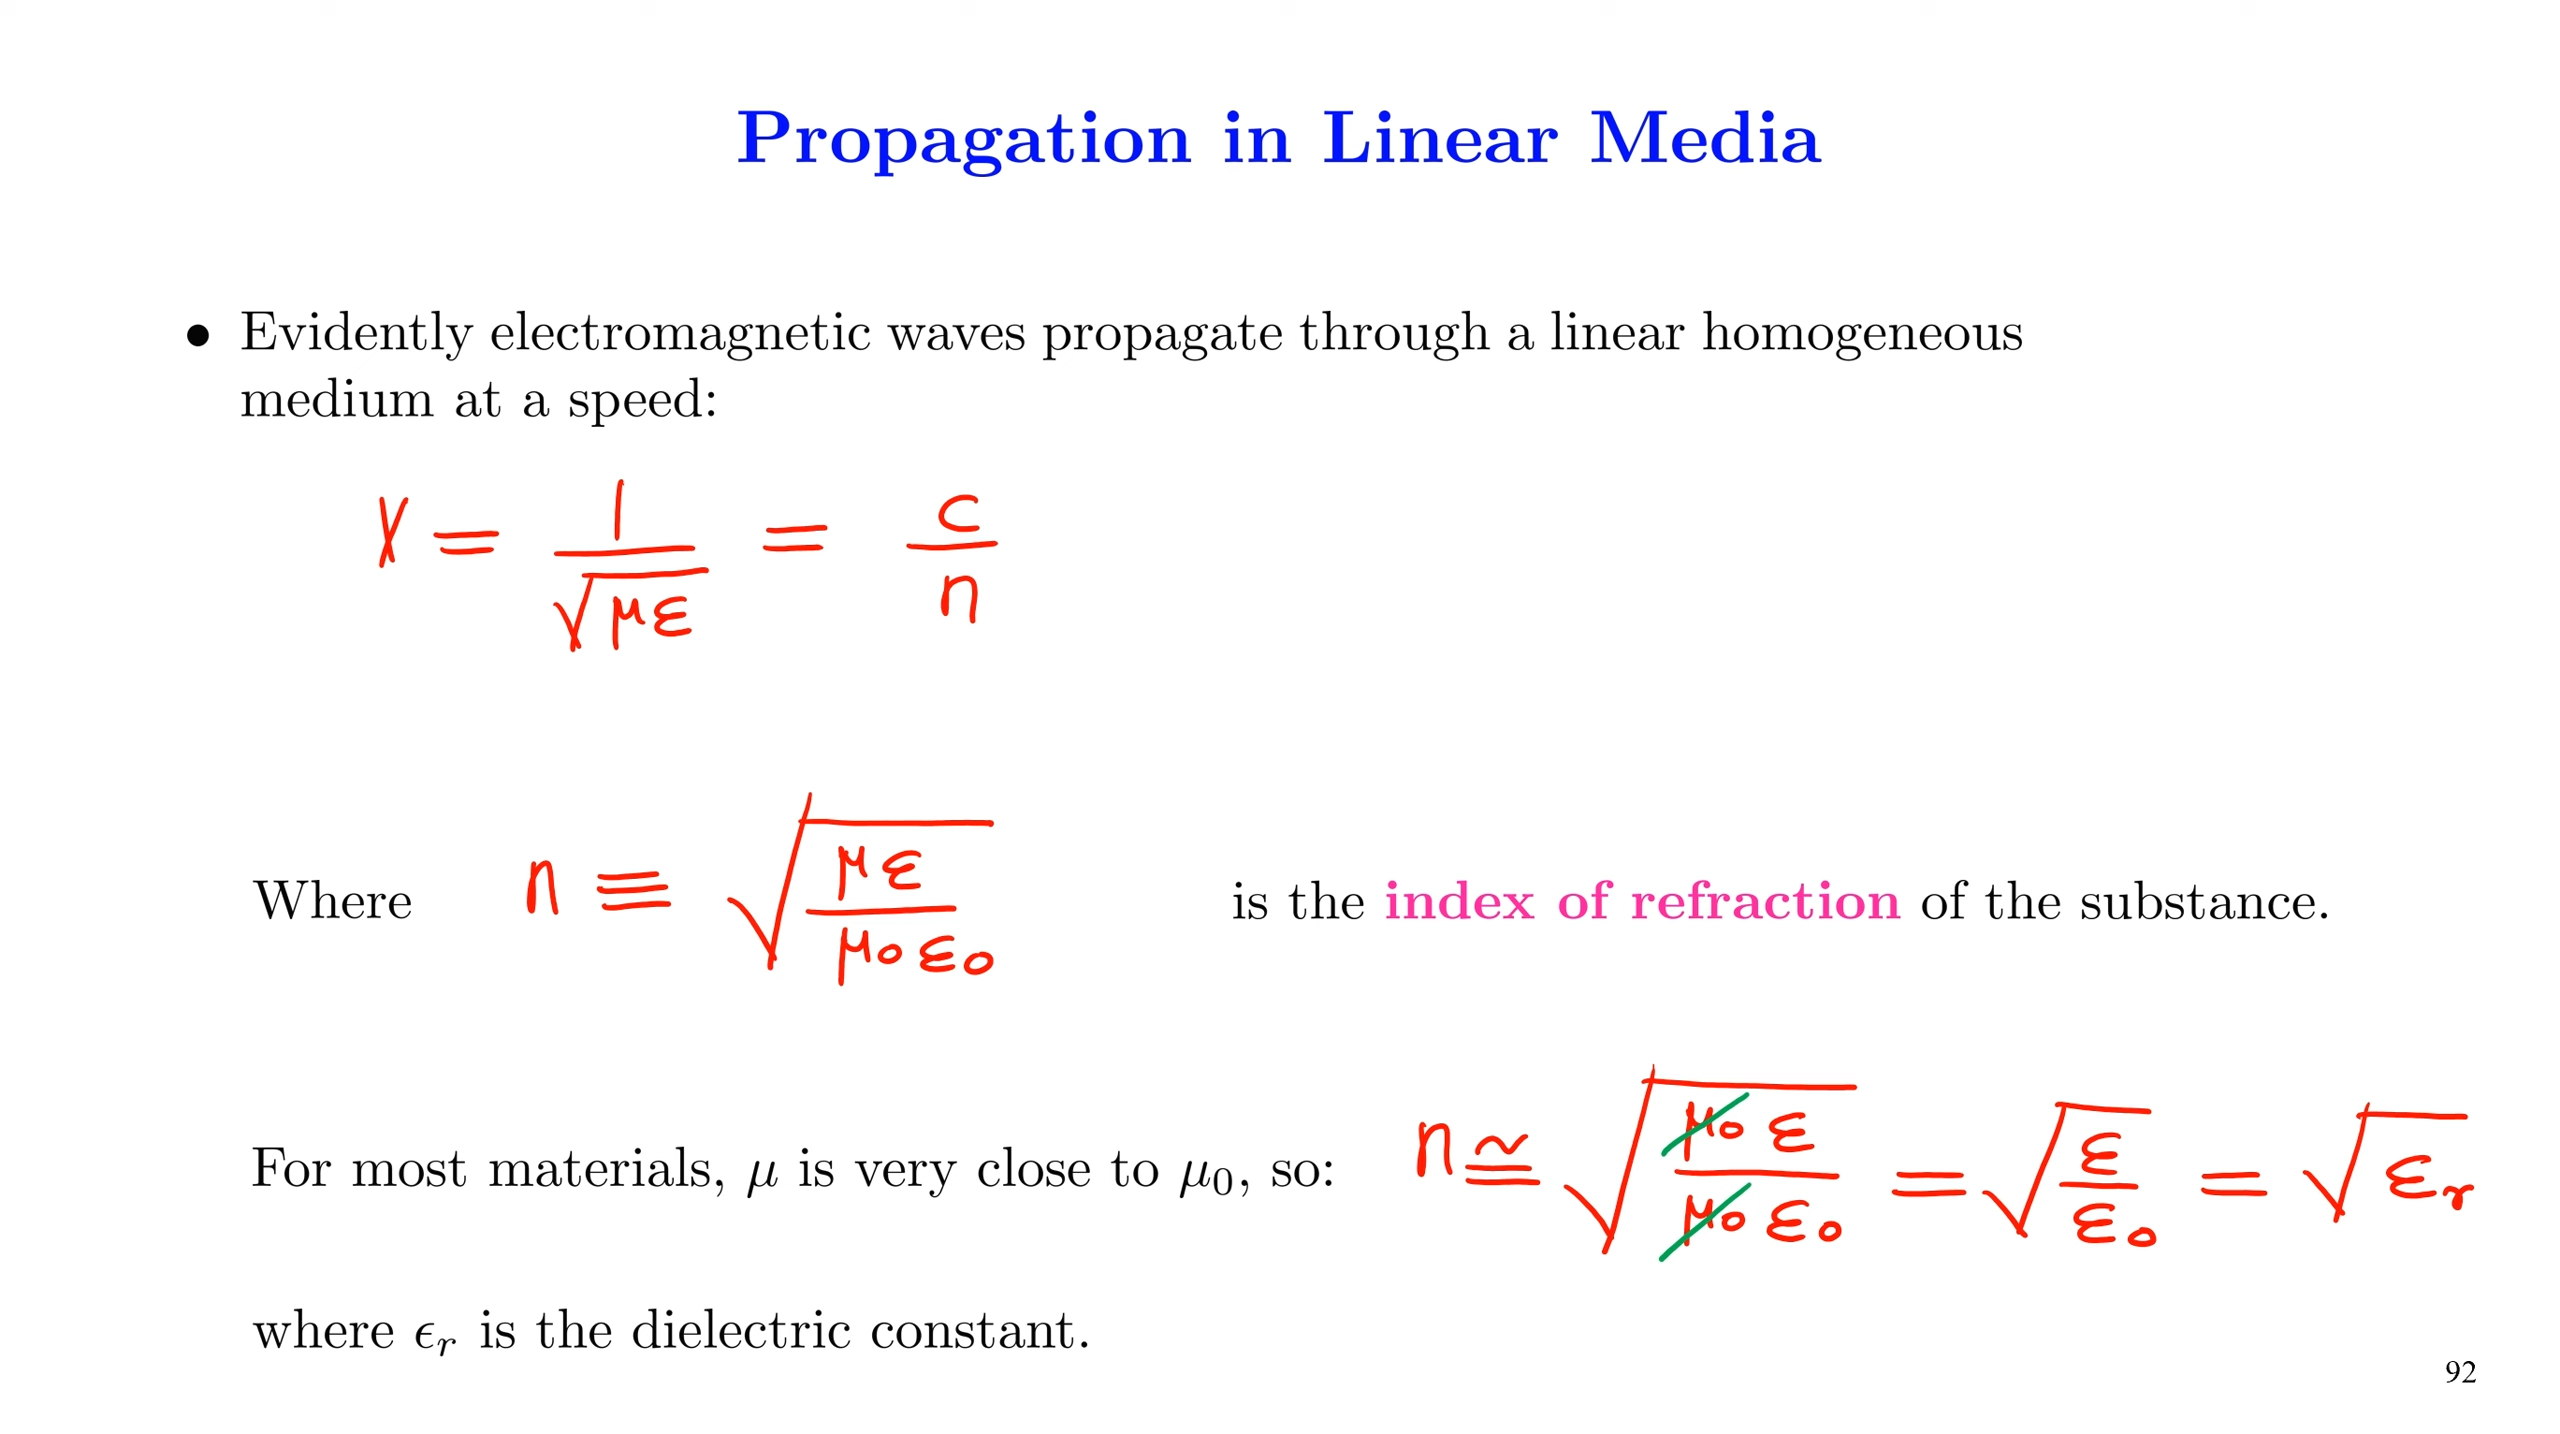 Propagation in Linear Media
• Evidently electromagnetic waves propagate through a linear homogeneous
medium at a speed:
v = 1/√(με) = c/n
Where n ≡ √(με/μ₀ε₀) is the index of refraction of the substance.
For most materials, μ is very close to μ₀, so: n ≅ √(μ₀ε/μ₀ε₀) = √(ε/ε₀) = √εᵣ
where ϵᵣ is the dielectric constant.
92